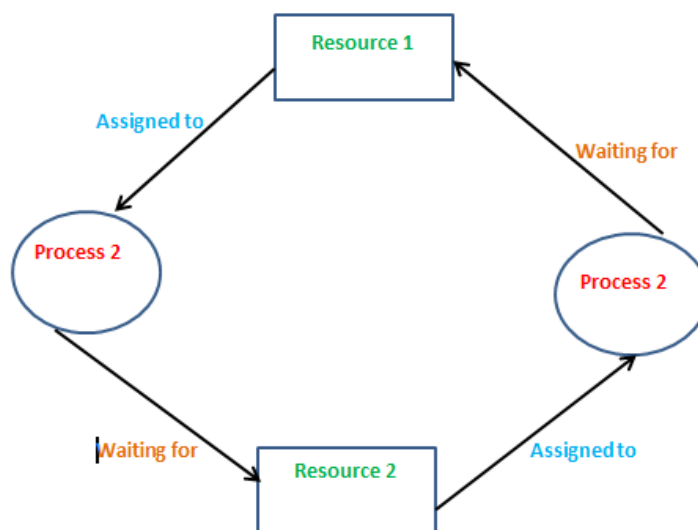 Resource 1
Assigned to
Waiting for
Process 2
Process 2
Waiting for
Resource 2
Assigned to